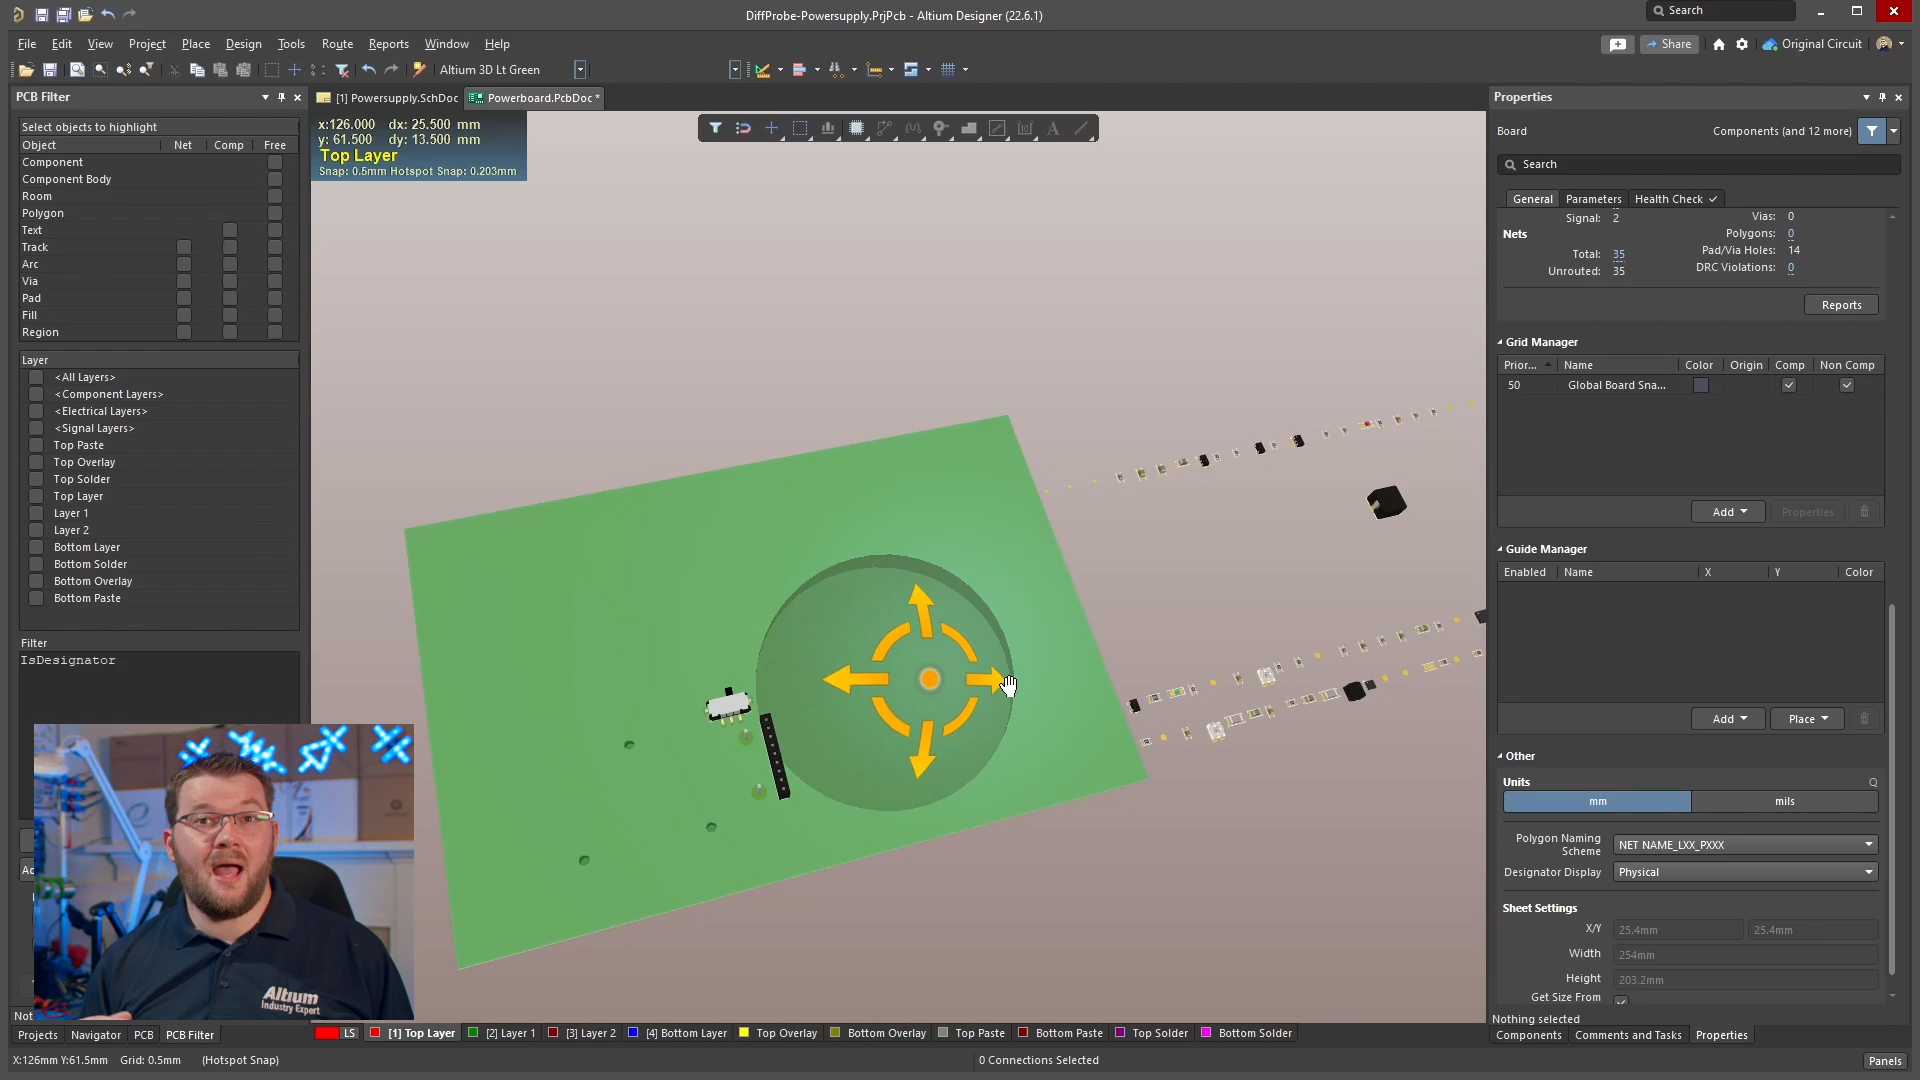 DiffProbe-Powersupply.PrjPcb - Altium Designer (22.6.1)
Search
File Edit View Project Place Design Tools Route Reports Window Help
Share
Original Circuit
Altium 3D Lt Green
PCB Filter
[1] Powersupply.SchDoc
Powerboard.PcbDoc *
Properties
Select objects to highlight
Object Net Comp Free
Component
Component Body
Room
Polygon
Text
Track
Arc
Via
Pad
Fill
Region
Layer
<All Layers>
<Component Layers>
<Electrical Layers>
<Signal Layers>
Top Paste
Top Overlay
Top Solder
Top Layer
Layer 1
Layer 2
Bottom Layer
Bottom Solder
Bottom Overlay
Bottom Paste
Filter
IsDesignator
x:126.000 dx: 25.500 mm
y: 61.500 dy: 13.500 mm
Top Layer
Snap: 0.5mm Hotspot Snap: 0.203mm
Board
Components (and 12 more)
Search
General Parameters Health Check
Signal: 2
Vias: 0
Nets
Polygons: 0
Total: 35
Pad/Via Holes: 14
Unrouted: 35
DRC Violations: 0
Reports
Grid Manager
Prior... Name Color Origin Comp Non Comp
50 Global Board Sna...
Add
Properties
Guide Manager
Enabled Name X Y Color
Add
Place
Other
Units
mm mils
Polygon Naming Scheme NET NAME_LXX_PXXX
Designator Display Physical
Sheet Settings
X/Y 25.4mm 25.4mm
Width 254mm
Height 203.2mm
Get Size From
Nothing selected
Altium
Industry Expert
Projects Navigator PCB PCB Filter
LS [1] Top Layer [2] Layer 1 [3] Layer 2 [4] Bottom Layer Top Overlay Bottom Overlay Top Paste Bottom Paste Top Solder Bottom Solder
Components Comments and Tasks Properties
X:126mm Y:61.5mm Grid: 0.5mm (Hotspot Snap)
0 Connections Selected
Panels